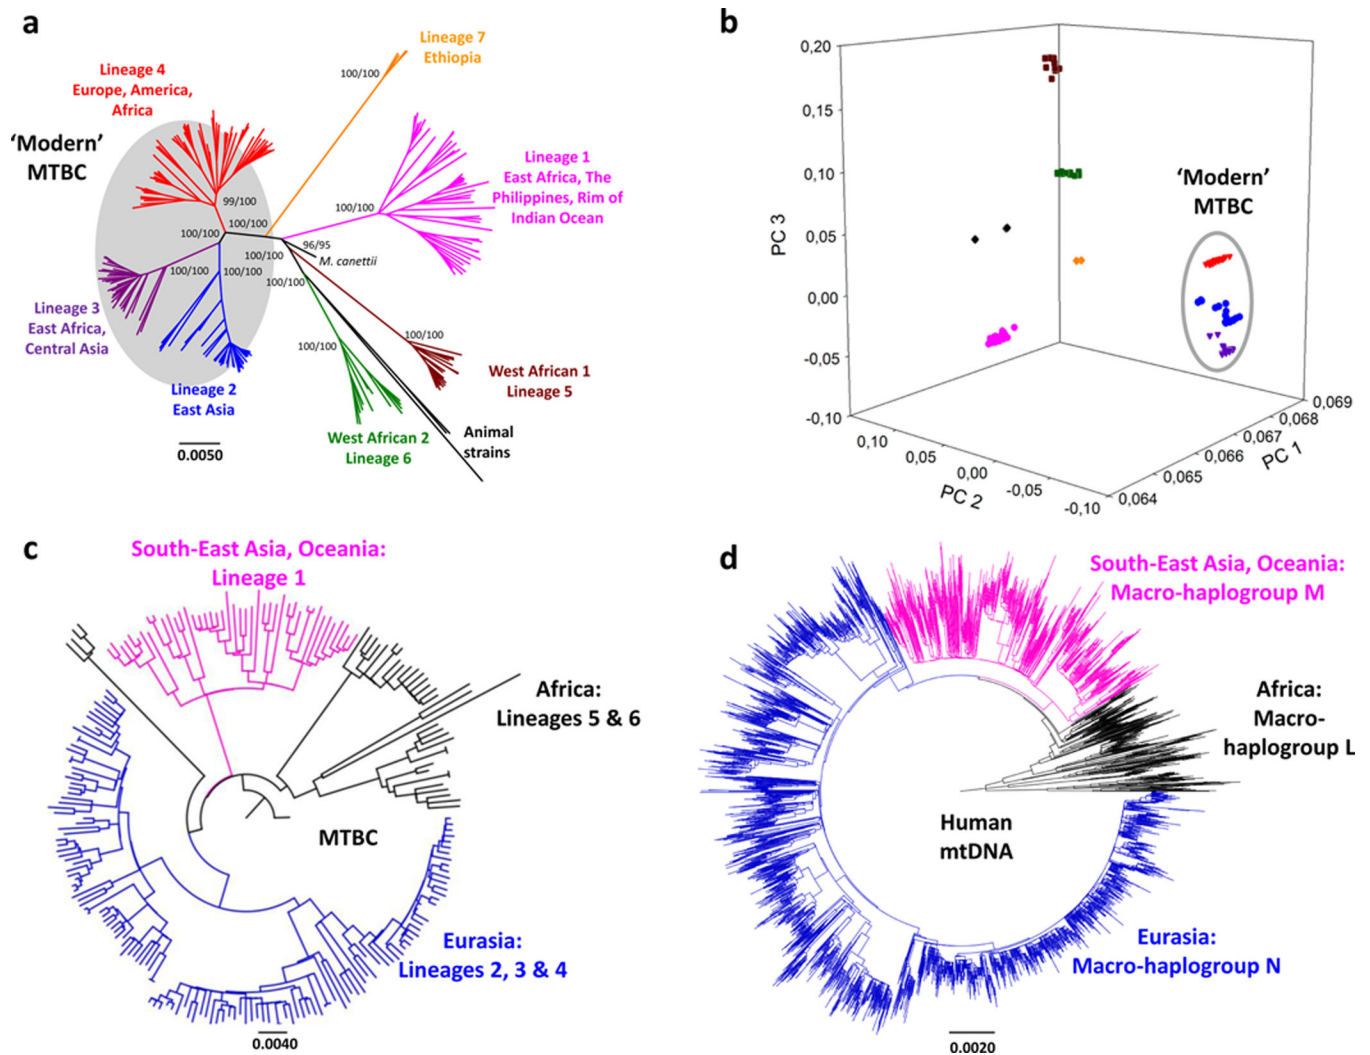 a
Lineage 7
Ethiopia
100/100
Lineage 4
Europe, America,
Africa
'Modern'
MTBC
Lineage 1
East Africa, The
Philippines, Rim of
Indian Ocean
100/100
99/100
100/100
100/100
96/95
M. canettii
100/100
100/100
100/100
100/100
Lineage 3
East Africa,
Central Asia
100/100
100/100
Lineage 2
East Asia
West African 1
Lineage 5
West African 2
Lineage 6
Animal
strains
0.0050
b
0,20
0,15
0,10
0,05
0,00
-0,05
-0,10
PC 3
'Modern'
MTBC
0,10
0,05
0,00
-0,05
-0,10
PC 2
0,064
0,065
0,066
0,067
0,068
0,069
PC 1
c
South-East Asia, Oceania:
Lineage 1
Africa:
Lineages 5 & 6
MTBC
Eurasia:
Lineages 2, 3 & 4
0.0040
d
South-East Asia, Oceania:
Macro-haplogroup M
Africa:
Macro-
haplogroup L
Human
mtDNA
Eurasia:
Macro-haplogroup N
0.0020